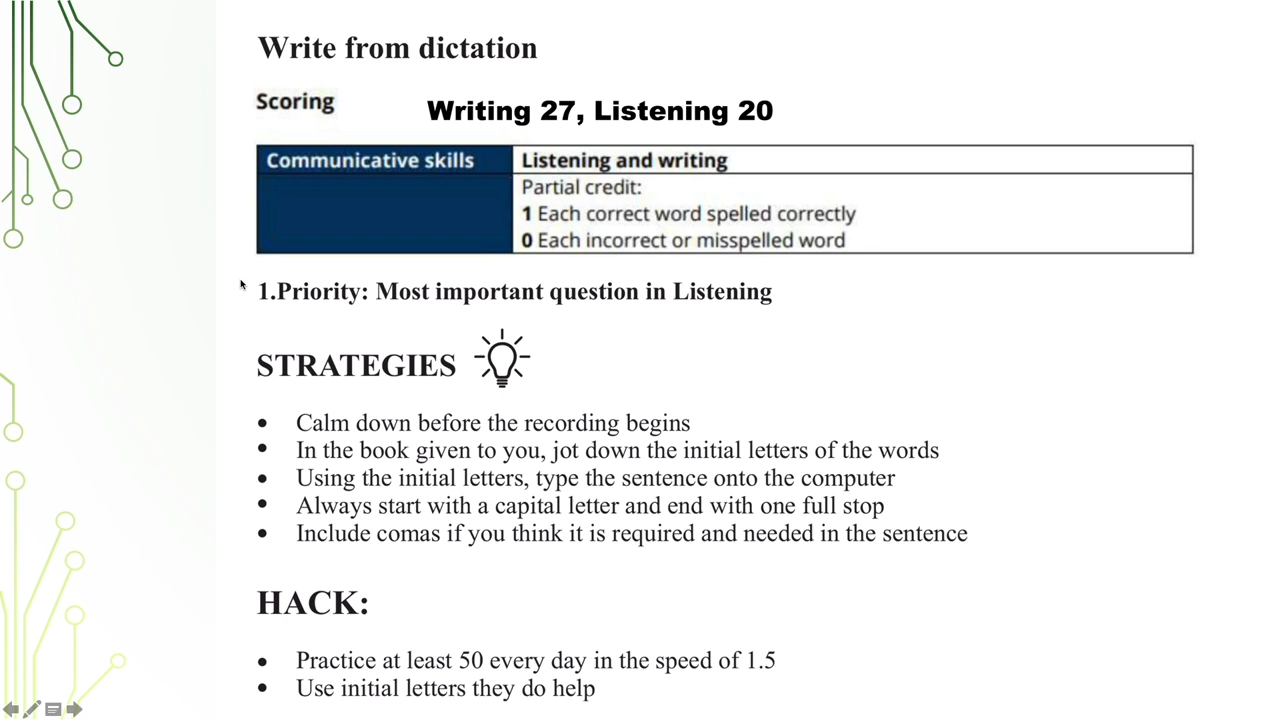 Write from dictation
Scoring
Writing 27, Listening 20
Communicative skills
Listening and writing
Partial credit:
1 Each correct word spelled correctly
0 Each incorrect or misspelled word
1.Priority: Most important question in Listening
STRATEGIES
• Calm down before the recording begins
• In the book given to you, jot down the initial letters of the words
• Using the initial letters, type the sentence onto the computer
• Always start with a capital letter and end with one full stop
• Include comas if you think it is required and needed in the sentence
HACK:
• Practice at least 50 every day in the speed of 1.5
• Use initial letters they do help